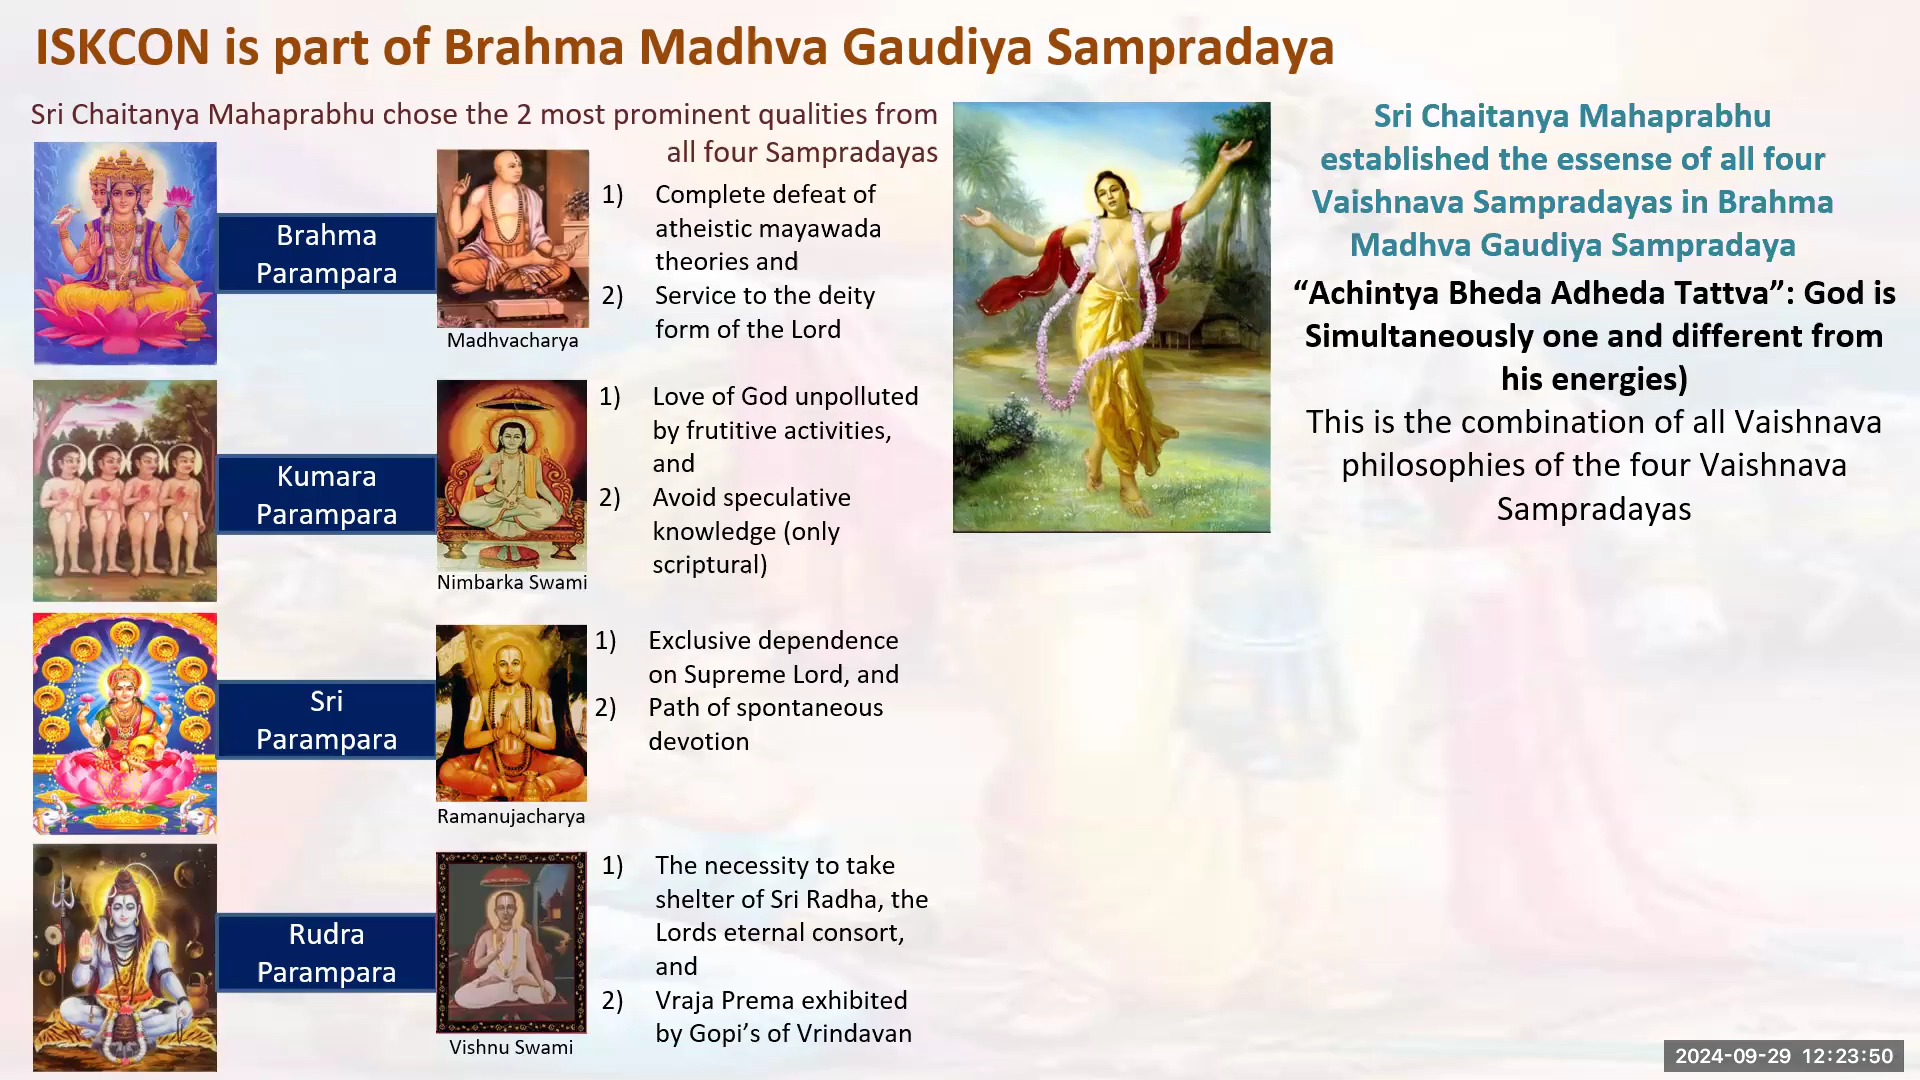 ISKCON is part of Brahma Madhva Gaudiya Sampradaya
Sri Chaitanya Mahaprabhu chose the 2 most prominent qualities from
all four Sampradayas
Brahma
Parampara
Madhvacharya
1) Complete defeat of
atheistic mayawada
theories and
2) Service to the deity
form of the Lord
Kumara
Parampara
Nimbarka Swami
1) Love of God unpolluted
by frutitive activities,
and
2) Avoid speculative
knowledge (only
scriptural)
Sri
Parampara
Ramanujacharya
1) Exclusive dependence
on Supreme Lord, and
2) Path of spontaneous
devotion
Rudra
Parampara
Vishnu Swami
1) The necessity to take
shelter of Sri Radha, the
Lords eternal consort,
and
2) Vraja Prema exhibited
by Gopi’s of Vrindavan
Sri Chaitanya Mahaprabhu
established the essense of all four
Vaishnava Sampradayas in Brahma
Madhva Gaudiya Sampradaya
“Achintya Bheda Adheda Tattva”: God is
Simultaneously one and different from
his energies)
This is the combination of all Vaishnava
philosophies of the four Vaishnava
Sampradayas
2024-09-29 12:23:50